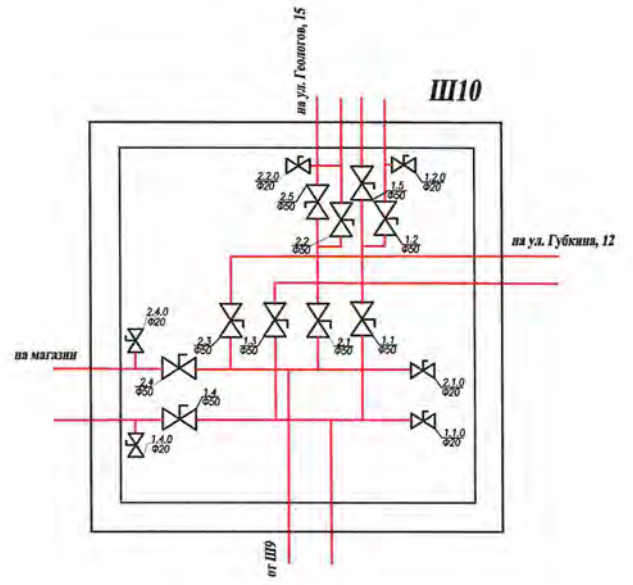 на ул. Геологов, 15
Ш10
2.2.0
Ф20
2.5
Ф50
2.2
Ф50
1.5
Ф50
1.2.0
Ф20
1.2
Ф50
на ул. Губкина, 12
2.4.0
Ф20
2.3
Ф50
1.3
Ф50
2.1
Ф50
1.1
Ф50
на магазин
2.4
Ф50
1.4
Ф50
2.1.0
Ф20
1.4.0
Ф20
1.1.0
Ф20
от Ш9